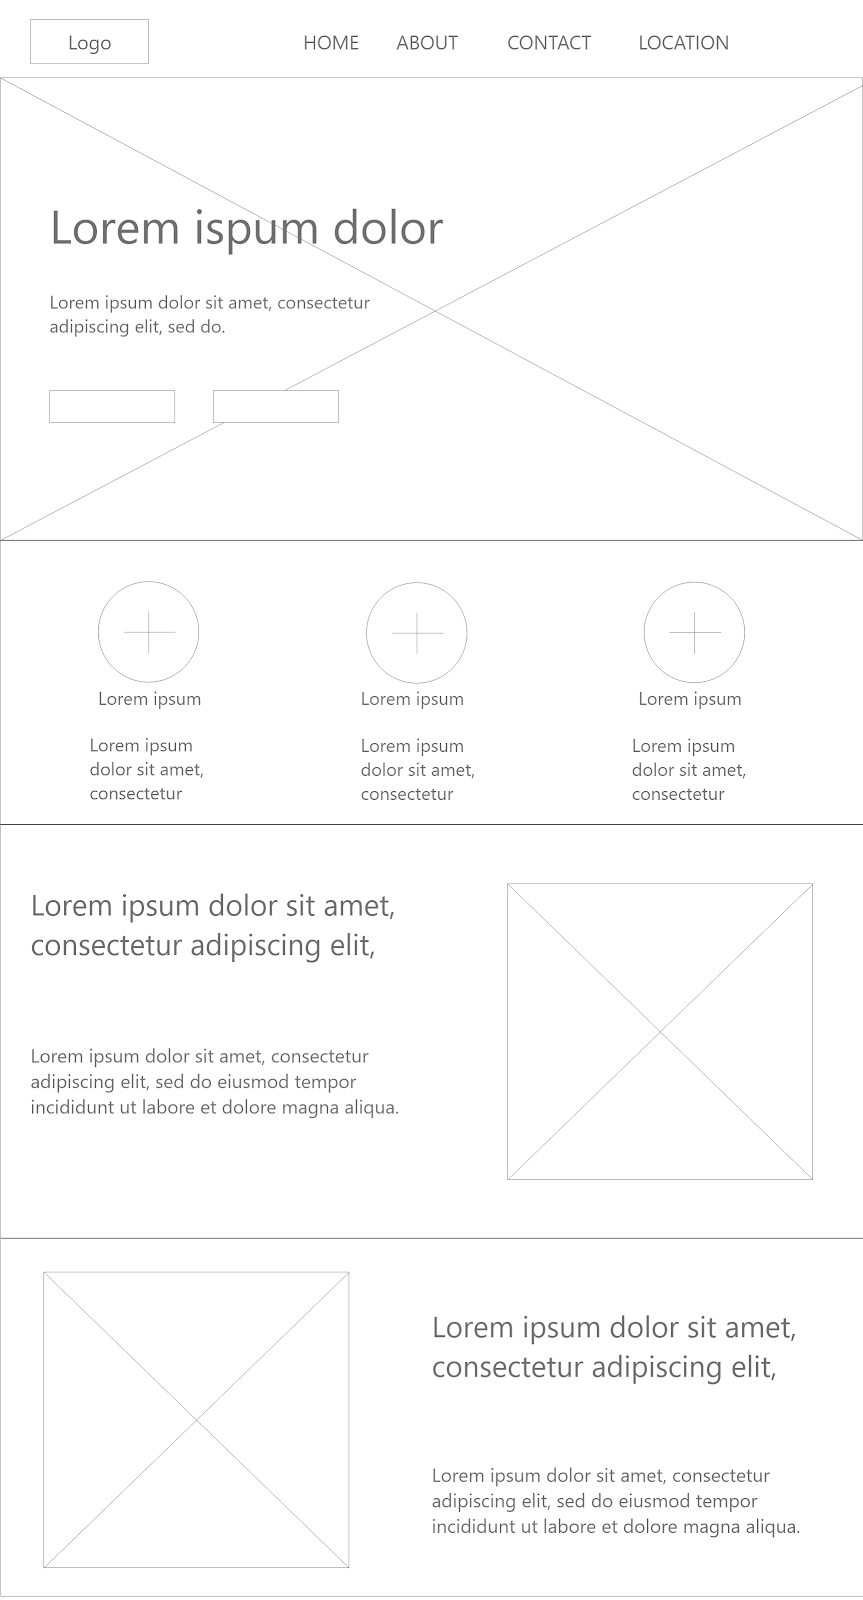 Logo
HOME ABOUT CONTACT LOCATION
Lorem ispum dolor
Lorem ipsum dolor sit amet, consectetur
adipiscing elit, sed do.
Lorem ipsum
Lorem ipsum
dolor sit amet,
consectetur
Lorem ipsum
Lorem ipsum
dolor sit amet,
consectetur
Lorem ipsum
Lorem ipsum
dolor sit amet,
consectetur
Lorem ipsum dolor sit amet,
consectetur adipiscing elit,
Lorem ipsum dolor sit amet, consectetur
adipiscing elit, sed do eiusmod tempor
incididunt ut labore et dolore magna aliqua.
Lorem ipsum dolor sit amet,
consectetur adipiscing elit,
Lorem ipsum dolor sit amet, consectetur
adipiscing elit, sed do eiusmod tempor
incididunt ut labore et dolore magna aliqua.